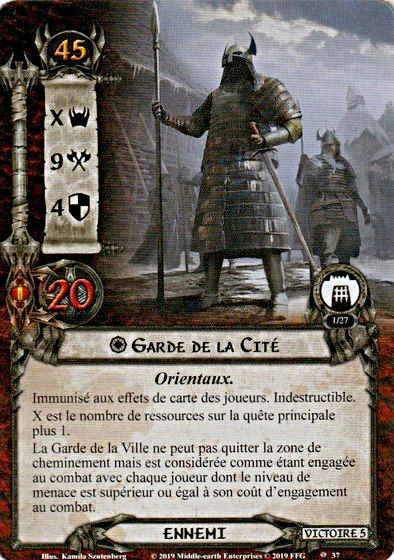 45
X
9
4
20
1/27
Garde de la Cité
Orientaux.
Immunisé aux effets de carte des joueurs. Indestructible.
X est le nombre de ressources sur la quête principale
plus 1.
La Garde de la Ville ne peut pas quitter la zone de
cheminement mais est considérée comme étant engagée
au combat avec chaque joueur dont le niveau de
menace est supérieur ou égal à son coût d'engagement
au combat.
ENNEMI
VICTOIRE 5
Illus. Kamila Szutenberg
© 2019 Middle-earth Enterprises © 2019 FFG
37